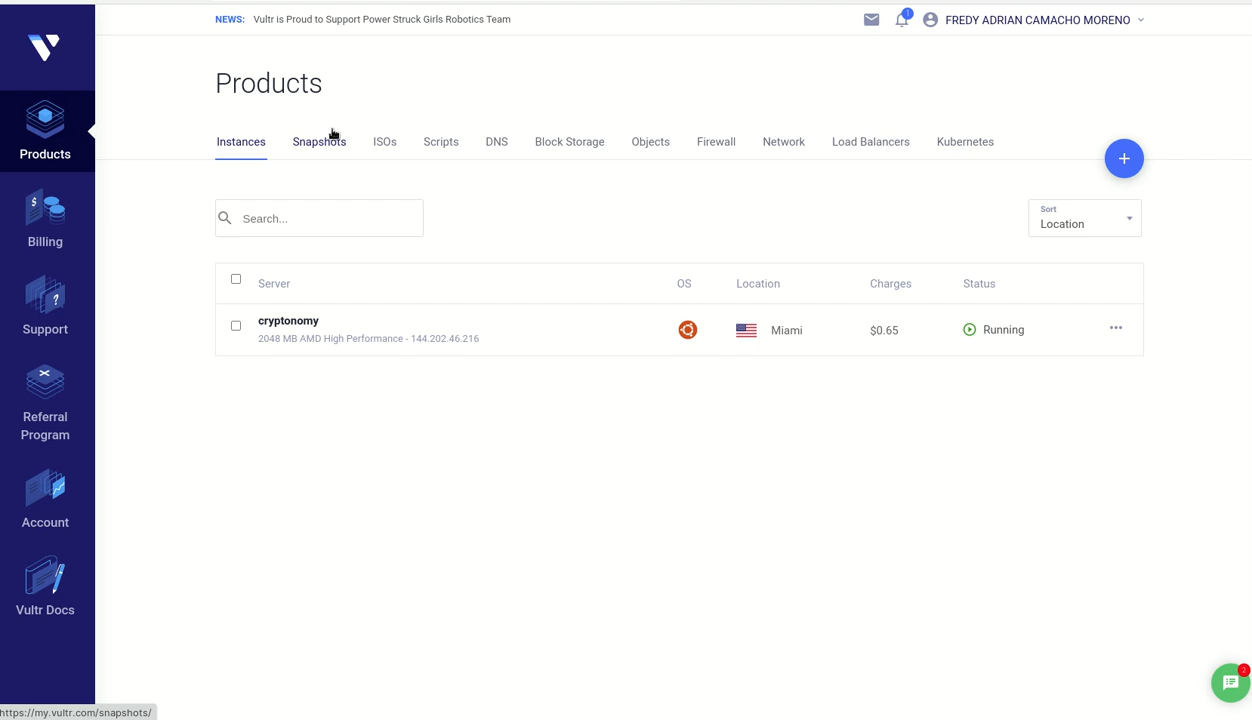 NEWS: Vultr is Proud to Support Power Struck Girls Robotics Team
1
FREDY ADRIAN CAMACHO MORENO
Products
Instances Snapshots ISOs Scripts DNS Block Storage Objects Firewall Network Load Balancers Kubernetes
+
Products
$
Billing
?
Support
Referral
Program
Account
Vultr Docs
Search...
Sort
Location
Server OS Location Charges Status
cryptonomy
2048 MB AMD High Performance - 144.202.46.216
Miami $0.65 Running ...
2
https://my.vultr.com/snapshots/